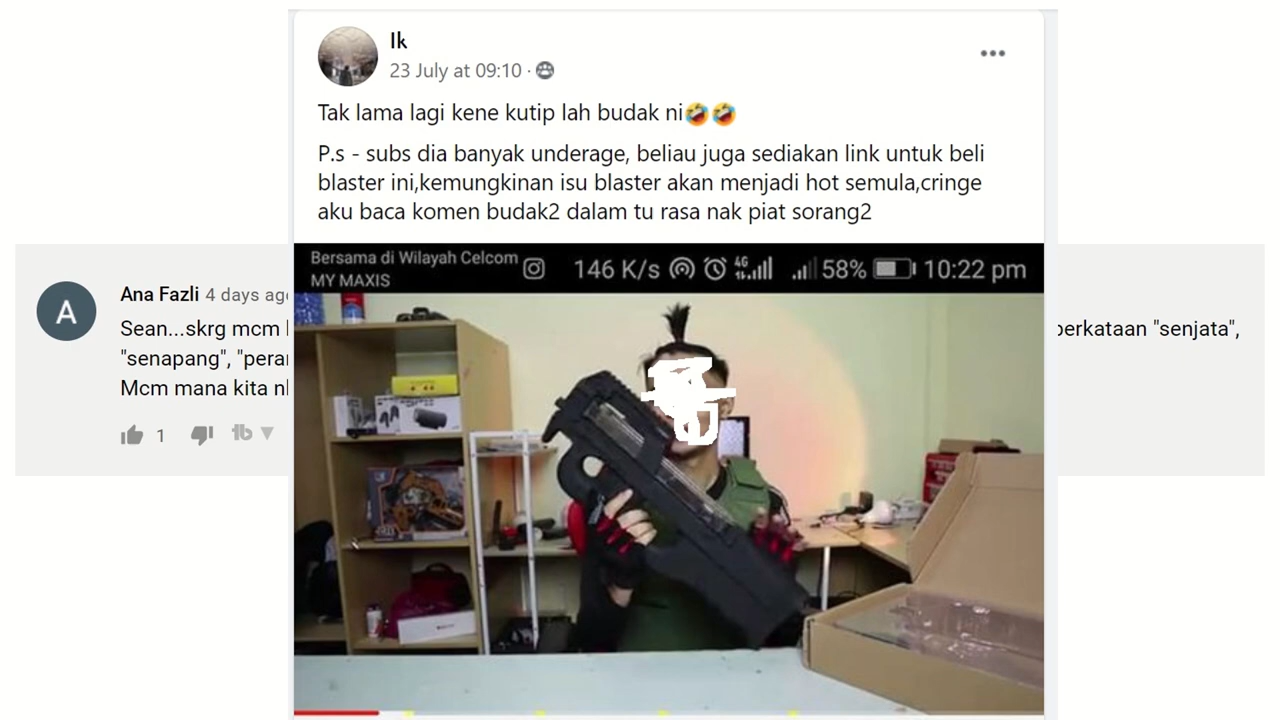 Ik
23 July at 09:10 ·
Tak lama lagi kene kutip lah budak ni🤣🤣
P.s - subs dia banyak underage, beliau juga sediakan link untuk beli
blaster ini,kemungkinan isu blaster akan menjadi hot semula,cringe
aku baca komen budak2 dalam tu rasa nak piat sorang2
Bersama di Wilayah Celcom
MY MAXIS
146 K/s 4G 58% 10:22 pm
A
Ana Fazli 4 days ago
Sean...skrg mcm perkataan "senjata",
"senapang",
Mcm mana kita
1